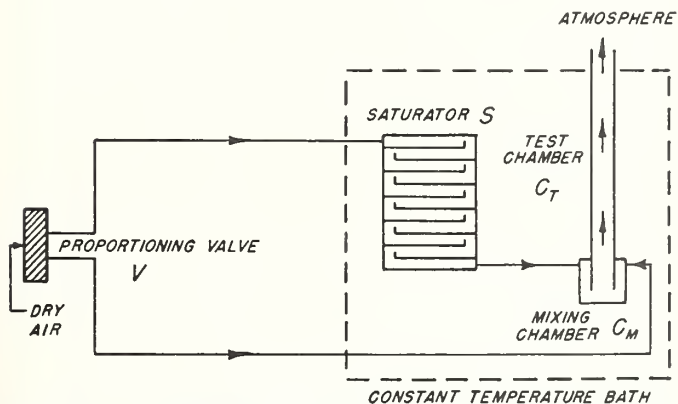 ATMOSPHERE
SATURATOR S
TEST
CHAMBER
C_T
PROPORTIONING VALVE
V
DRY
AIR
MIXING
CHAMBER C_M
CONSTANT TEMPERATURE BATH